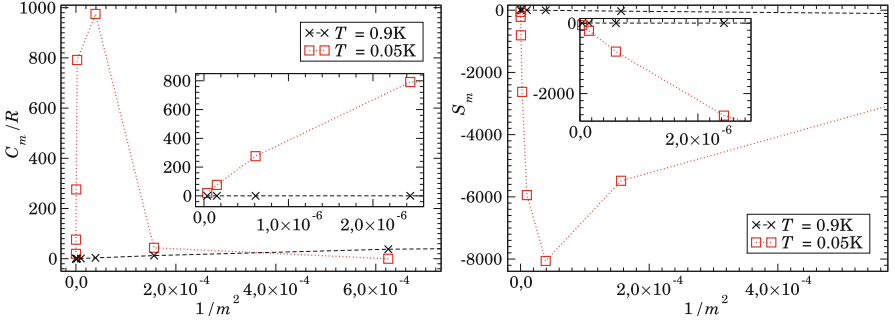 1000
800
600
400
200
0
C_m/R
T = 0.9K
T = 0.05K
800
600
400
200
0
0,0 1,0×10^-6 2,0×10^-6
0,0 2,0×10^-4 4,0×10^-4 6,0×10^-4
1/m^2
0
-2000
-4000
-6000
-8000
S_m
0
-2000
0,0 2,0×10^-6
T = 0.9K
T = 0.05K
0,0 2,0×10^-4 4,0×10^-4
1/m^2